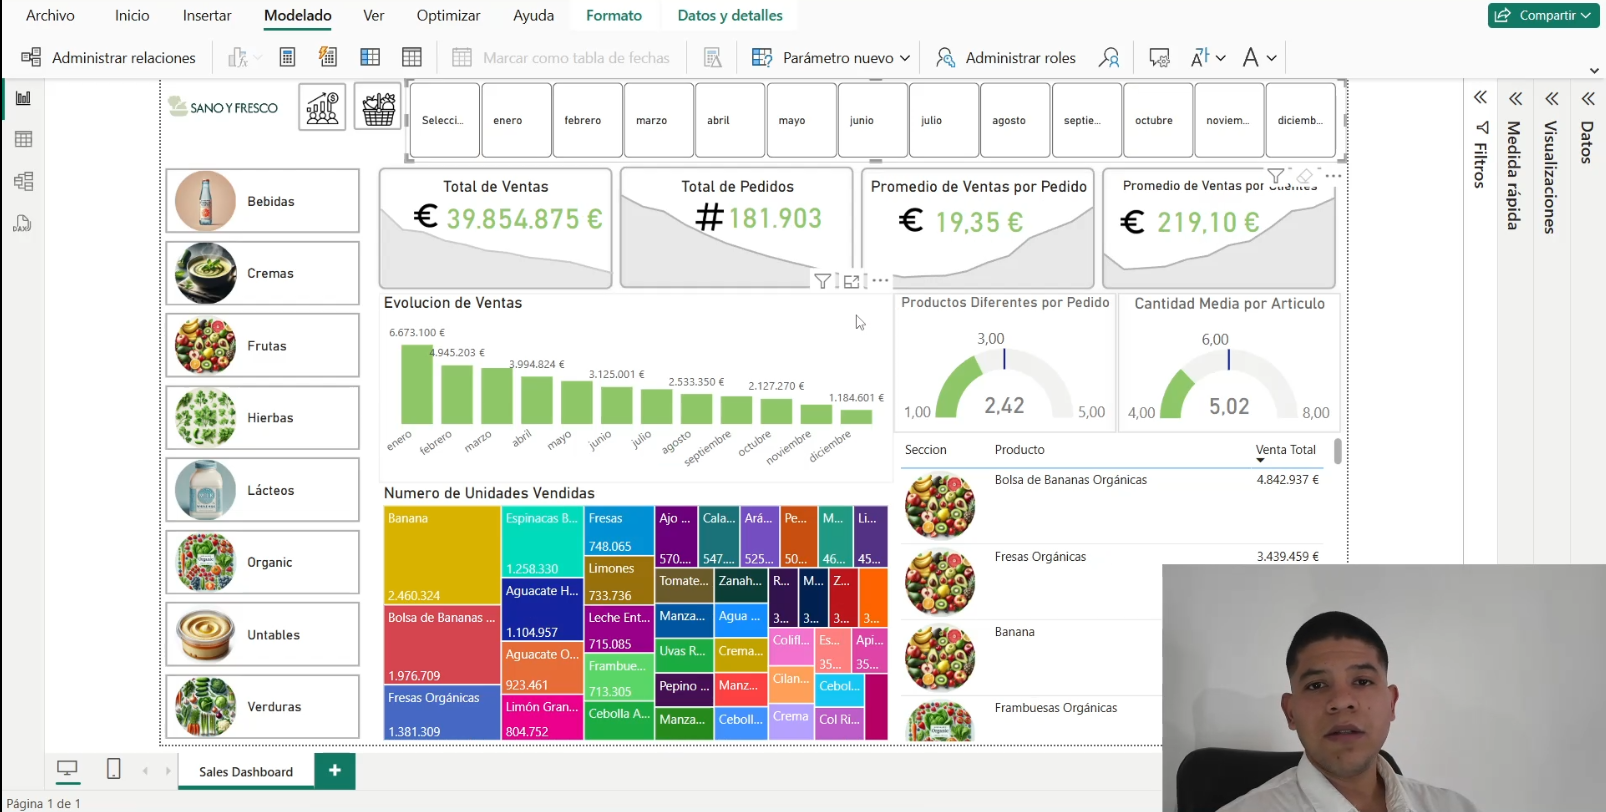 Archivo Inicio Insertar Modelado Ver Optimizar Ayuda Formato Datos y detalles Compartir
Administrar relaciones Marcar como tabla de fechas Parámetro nuevo Administrar roles
SANO Y FRESCO
Selecci... enero febrero marzo abril mayo junio julio agosto septie... octubre noviem... diciemb...
Filtros
Medida rápida
Visualizaciones
Datos
Bebidas
Cremas
Frutas
Hierbas
Lácteos
Organic
Untables
Verduras
Total de Ventas
€ 39.854.875 €
Total de Pedidos
# 181.903
Promedio de Ventas por Pedido
€ 19,35 €
Promedio de Ventas por Clientes
€ 219,10 €
Evolucion de Ventas
6.673.100 €
4.945.203 €
3.994.824 €
3.125.001 €
2.533.350 €
2.127.270 €
1.184.601 €
enero febrero marzo abril mayo junio julio agosto septiembre octubre noviembre diciembre
Productos Diferentes por Pedido
3,00
1,00 2,42 5,00
Cantidad Media por Articulo
6,00
4,00 5,02 8,00
Numero de Unidades Vendidas
Banana
2.460.324
Bolsa de Bananas ...
1.976.709
Fresas Orgánicas
1.381.309
Espinacas B...
1.258.330
Aguacate H...
1.104.957
Aguacate O...
923.461
Limón Gran...
804.752
Fresas
748.065
Limones
733.736
Leche Ent...
715.085
Frambue...
713.305
Cebolla A...
Ajo ...
570....
Cala...
547....
Ará...
525...
Pe...
50...
M...
46...
Li...
45...
Tomate...
Zanah...
R...
3...
M...
3...
Z...
3...
3...
Manza...
Agua ...
Uvas R...
Crema...
Pepino ...
Manz...
Manza...
Ceboll...
Colifl...
Es...
35...
Api...
35...
Cilan...
Cebol...
Crema
Col Ri...
Seccion Producto Venta Total
Bolsa de Bananas Orgánicas 4.842.937 €
Fresas Orgánicas 3.439.459 €
Banana
Frambuesas Orgánicas
Sales Dashboard +
Página 1 de 1